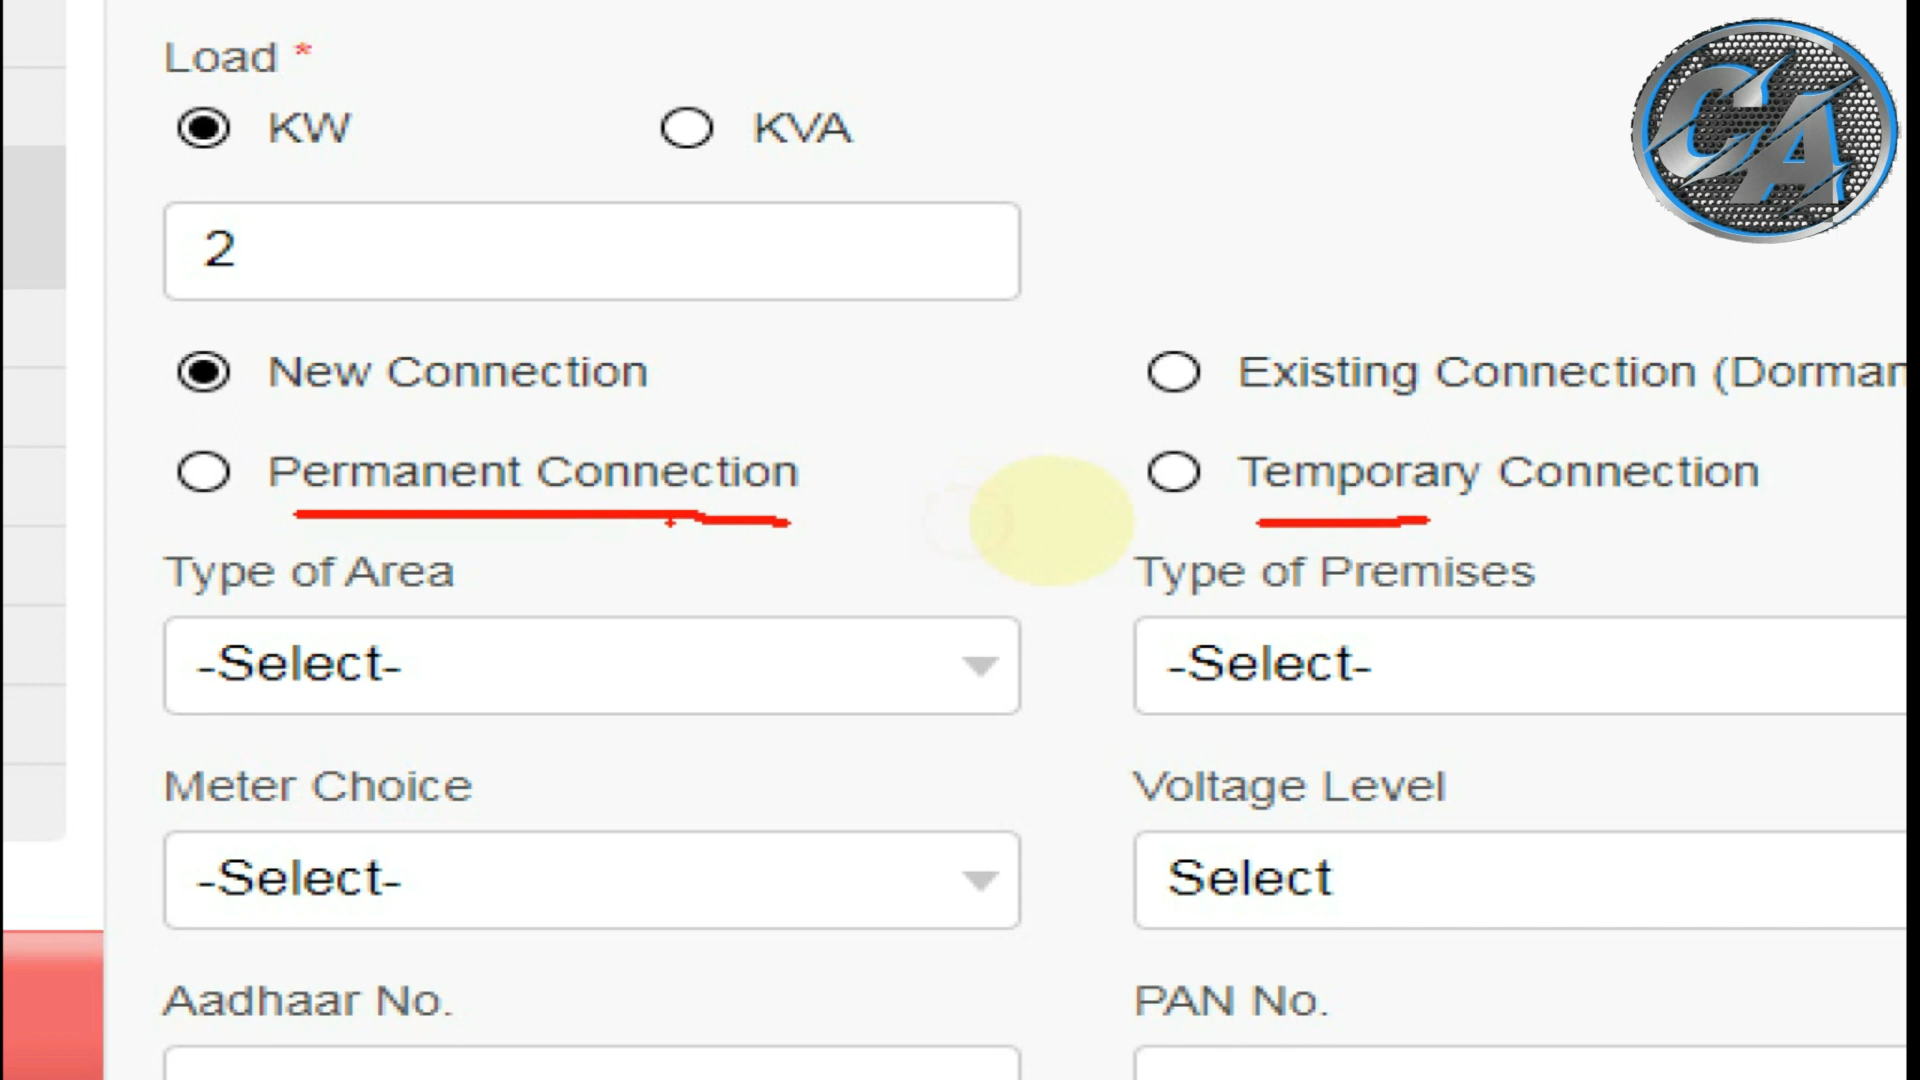 Load *
KW KVA
CA
2
New Connection Existing Connection (Dorman
Permanent Connection Temporary Connection
Type of Area Type of Premises
-Select- -Select-
Meter Choice Voltage Level
-Select- Select
Aadhaar No. PAN No.